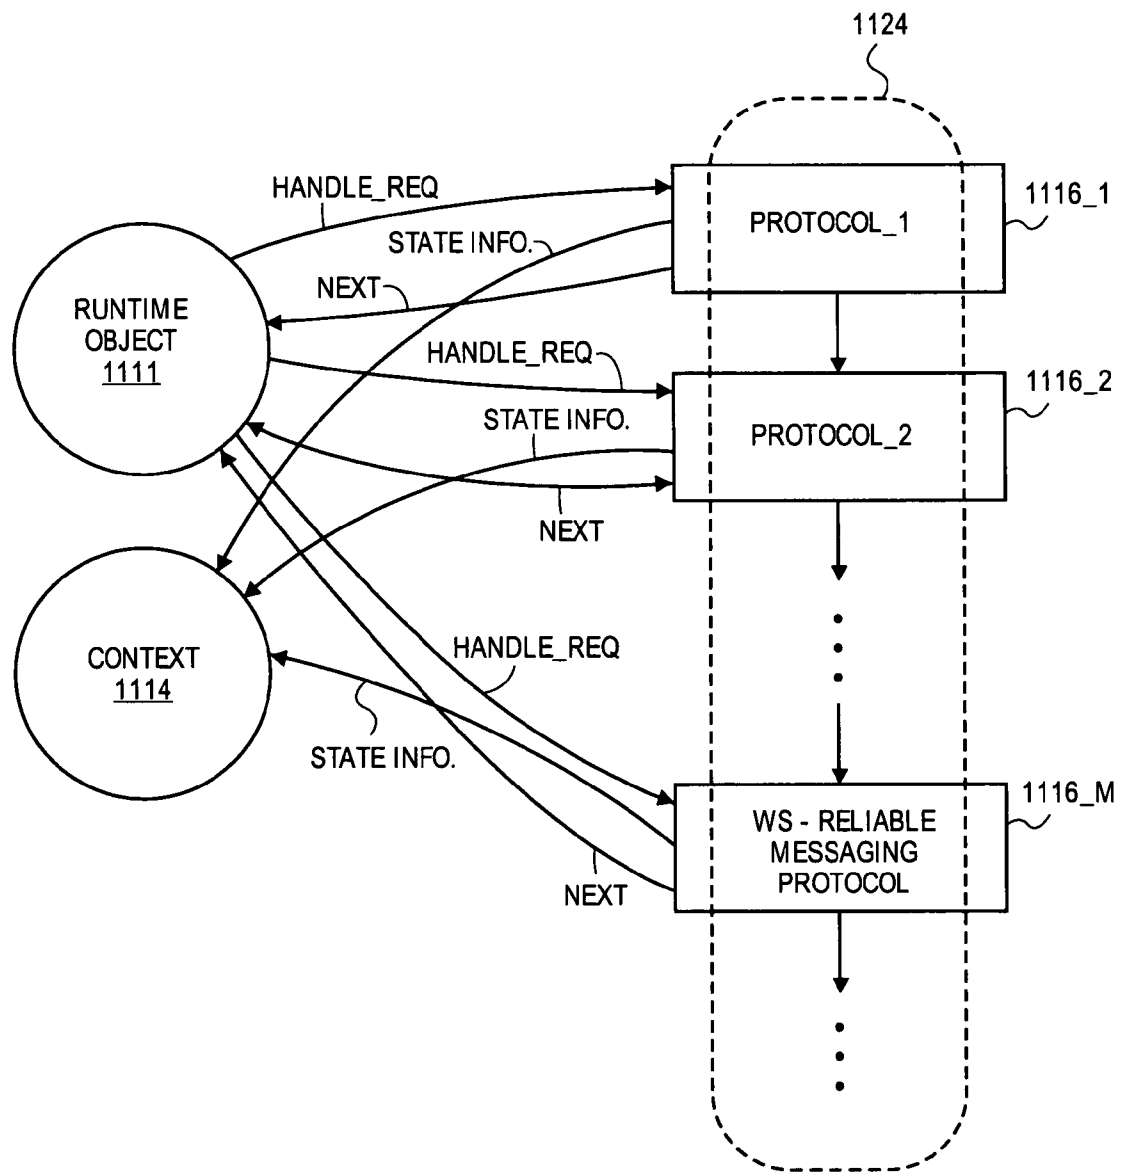 1124
HANDLE_REQ
1116_1
PROTOCOL_1
STATE INFO.
NEXT
RUNTIME
OBJECT
1111
HANDLE_REQ
1116_2
STATE INFO.
PROTOCOL_2
NEXT
HANDLE_REQ
CONTEXT
1114
STATE INFO.
1116_M
WS - RELIABLE
MESSAGING
PROTOCOL
NEXT